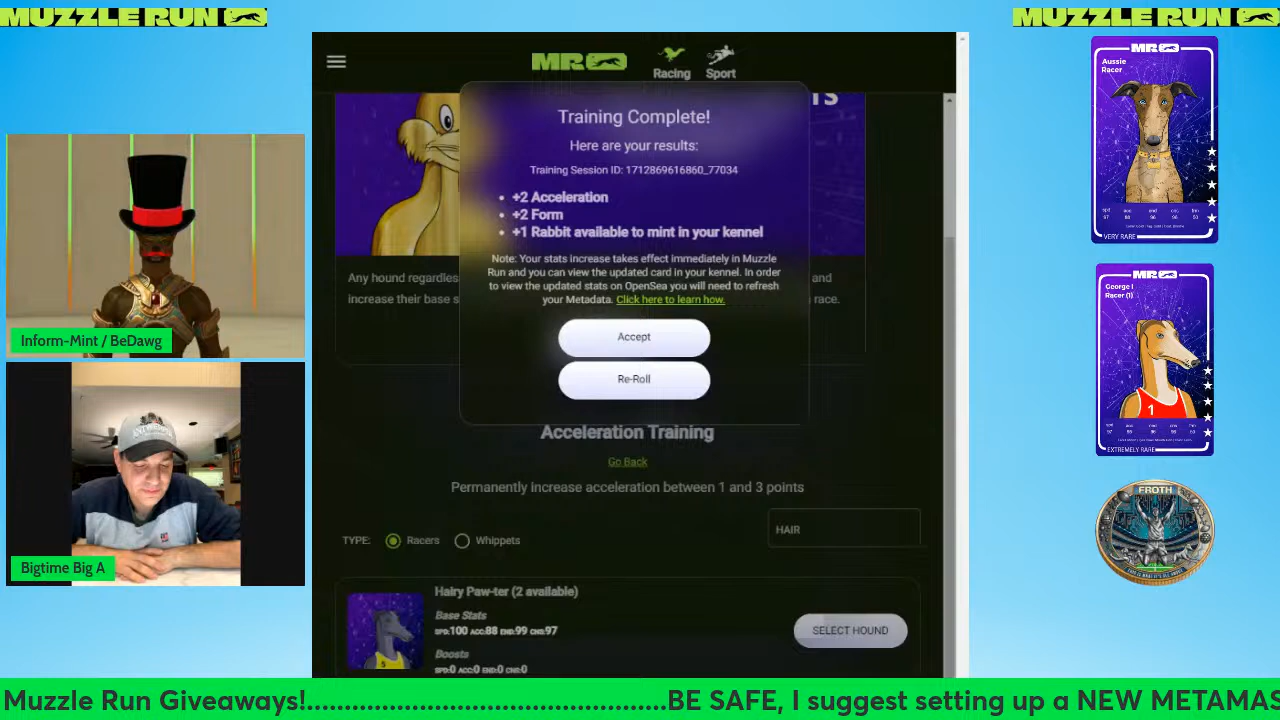 MUZZLE RUN
MUZZLE RUN
MR
Racing
Sport
TS
Training Complete!
Here are your results:
Training Session ID: 1712869616860_77034
+2 Acceleration
+2 Form
+1 Rabbit available to mint in your kennel
Note: Your stats increase takes effect immediately in Muzzle
Run and you can view the updated card in your kennel. In order
to view the updated stats on OpenSea you will need to refresh
your Metadata. Click here to learn how.
Any hound regardless
and
increase their base s
race.
Accept
Re-Roll
Acceleration Training
Go Back
Permanently increase acceleration between 1 and 3 points
TYPE:
Racers
Whippets
HAIR
Hairy Paw-ter (2 available)
Base Stats
SPD:100 ACC:88 END:99 CNS:97
SELECT HOUND
Boosts
SPD:0 ACC:0 END:0 CNS:0
5
Inform-Mint / BeDawg
Bigtime Big A
MR
Aussie
Racer
VERY RARE
MR
George I
Racer (1)
1
EXTREMELY RARE
FROTH
Muzzle Run Giveaways!................................................BE SAFE, I suggest setting up a NEW METAMAS